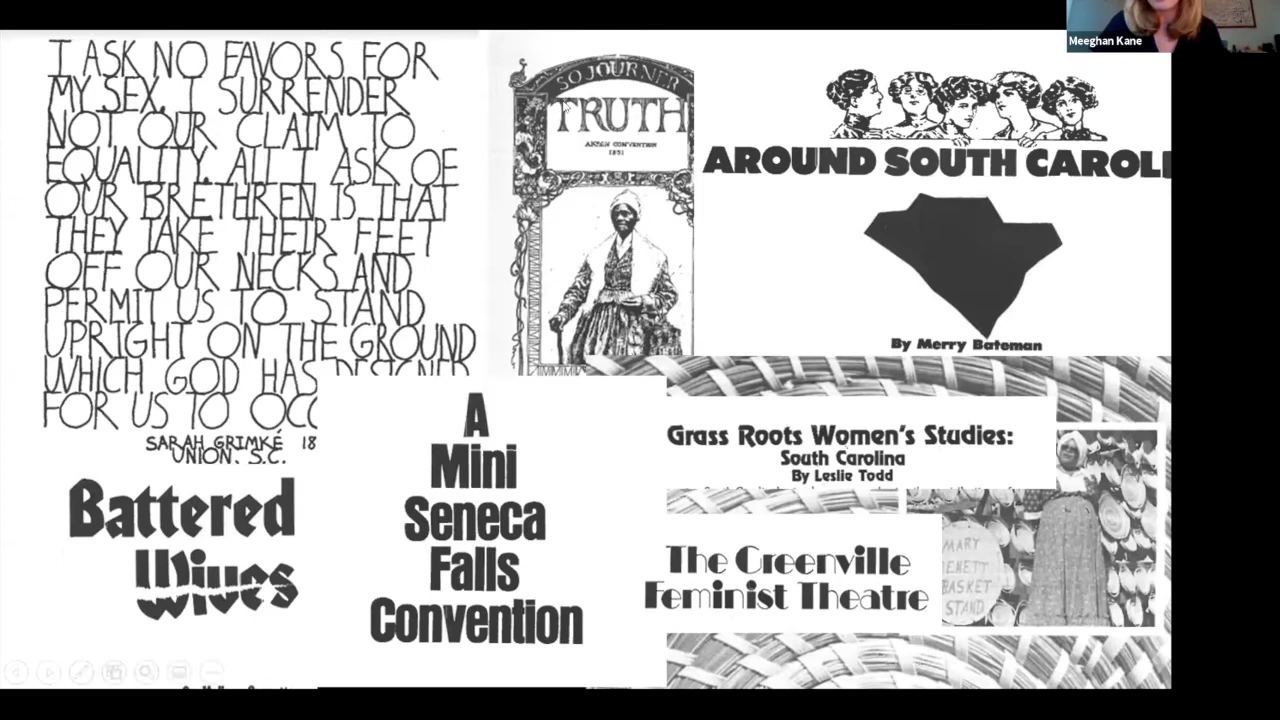 Meeghan Kane
I ASK NO FAVORS FOR
MY SEX. I SURRENDER
NOT OUR CLAIM TO
EQUALITY. ALL I ASK OF
OUR BRETHREN IS THAT
THEY TAKE THEIR FEET
OFF OUR NECKS AND
PERMIT US TO STAND
UPRIGHT ON THE GROUND
WHICH GOD HAS DESIGNED
FOR US TO OCC
SARAH GRIMKÉ 18
UNION, S.C.
SOJOURNER
TRUTH
AKRON CONVENTION
1851
AROUND SOUTH CAROLI
By Merry Bateman
Battered
Wives
A
Mini
Seneca
Falls
Convention
Grass Roots Women's Studies:
South Carolina
By Leslie Todd
The Greenville
Feminist Theatre
MARY
ENETT
BASKET
STAND